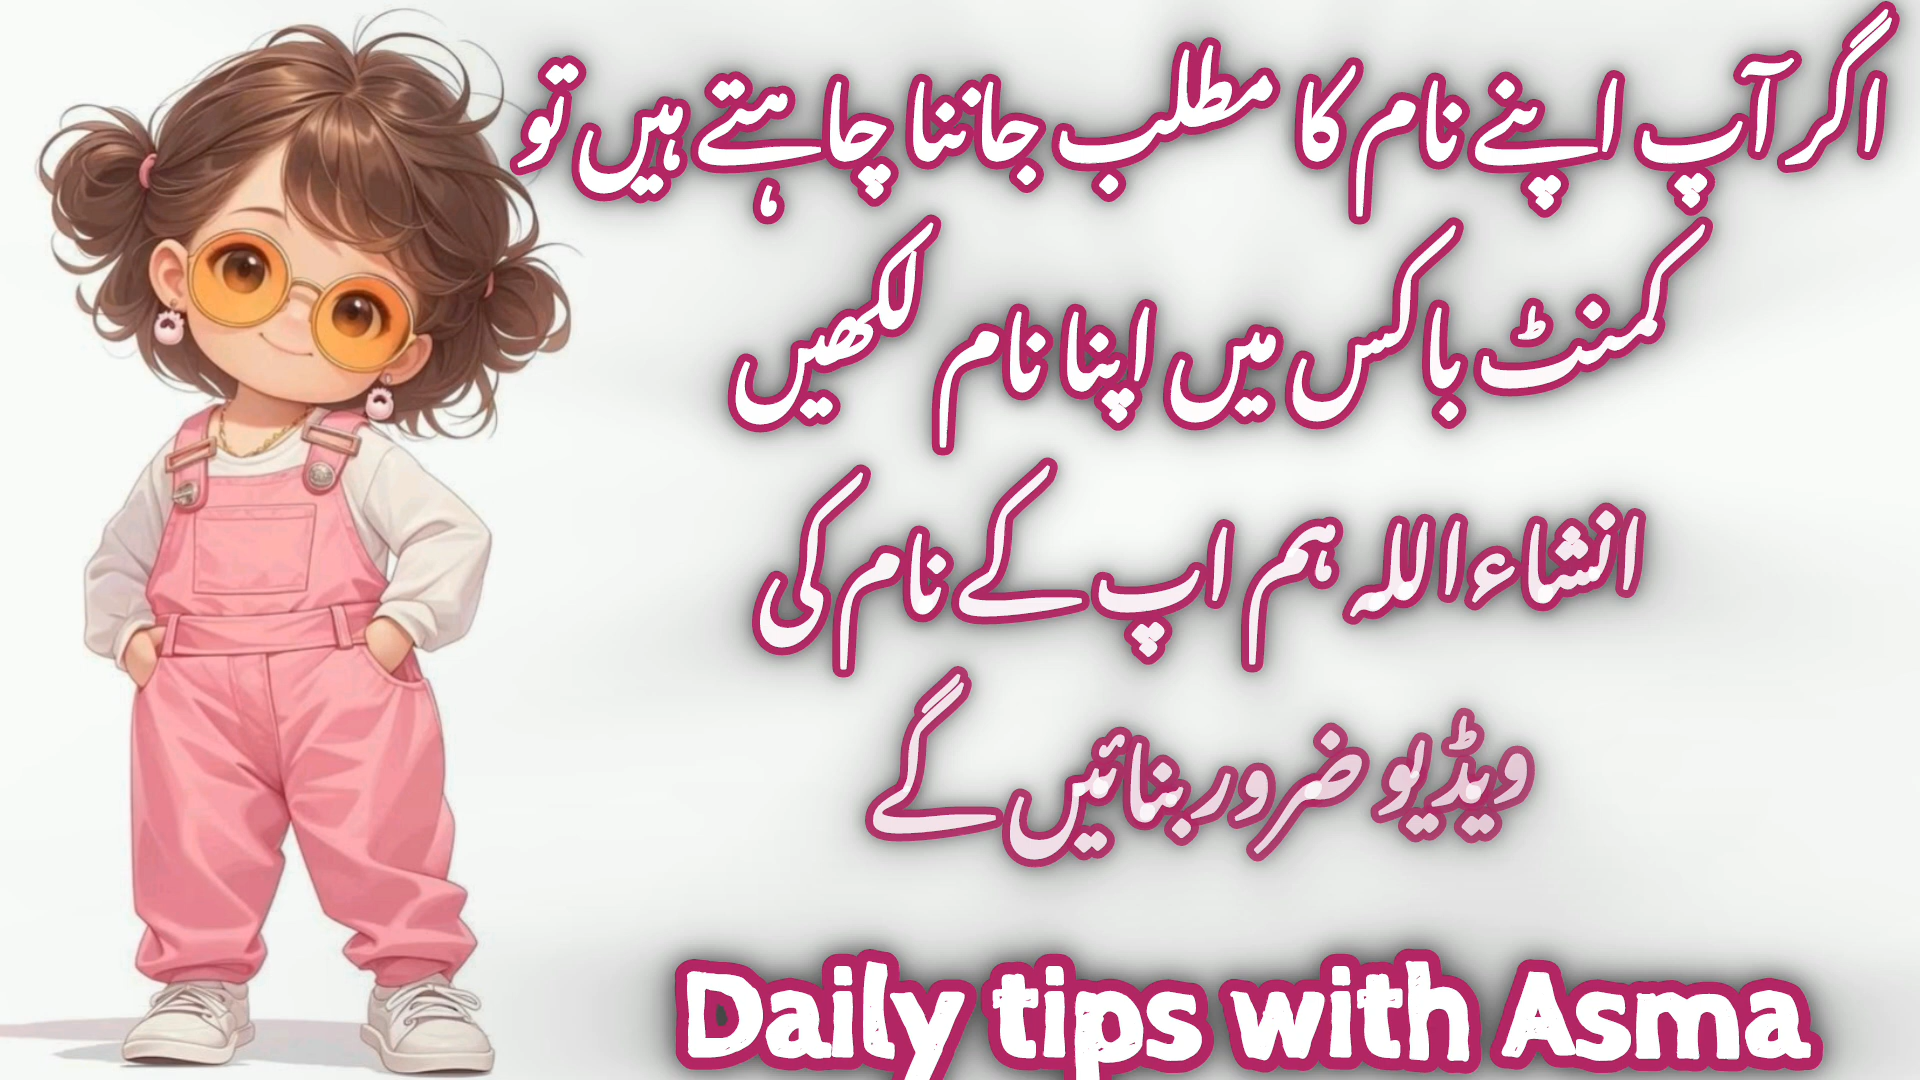 اگر آپ اپنے نام کا مطلب جاننا چاہتے ہیں تو
کمنٹ باکس میں اپنا نام لکھیں
انشاءاللہ ہم اپ کے نام کی
ویڈیو ضرور بنائیں گے
Daily tips with Asma